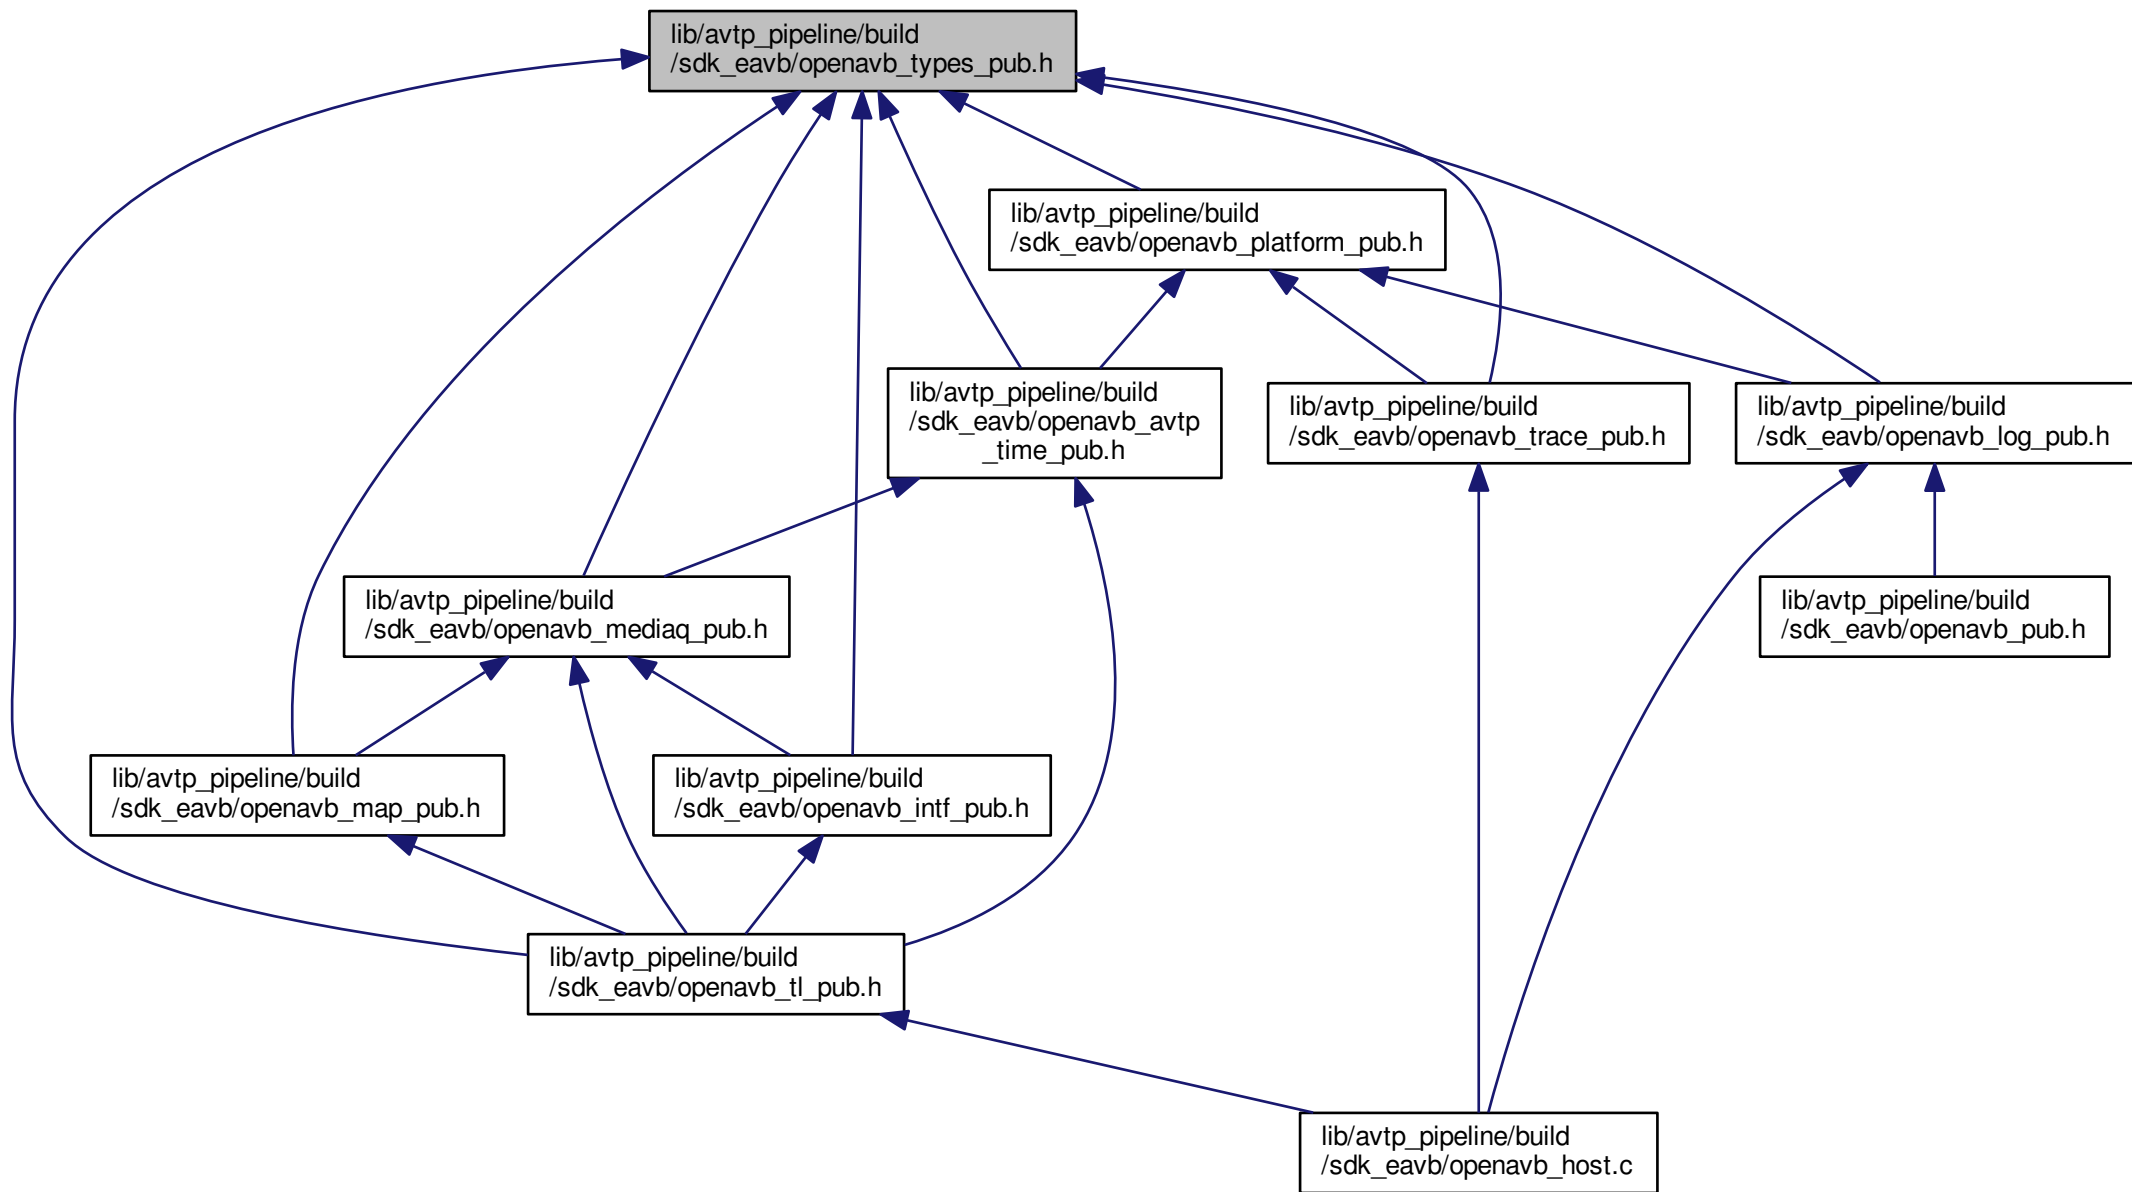 lib/avtp_pipeline/build
/sdk_eavb/openavb_types_pub.h
lib/avtp_pipeline/build
/sdk_eavb/openavb_platform_pub.h
lib/avtp_pipeline/build
/sdk_eavb/openavb_avtp
_time_pub.h
lib/avtp_pipeline/build
/sdk_eavb/openavb_trace_pub.h
lib/avtp_pipeline/build
/sdk_eavb/openavb_log_pub.h
lib/avtp_pipeline/build
/sdk_eavb/openavb_mediaq_pub.h
lib/avtp_pipeline/build
/sdk_eavb/openavb_pub.h
lib/avtp_pipeline/build
/sdk_eavb/openavb_map_pub.h
lib/avtp_pipeline/build
/sdk_eavb/openavb_intf_pub.h
lib/avtp_pipeline/build
/sdk_eavb/openavb_tl_pub.h
lib/avtp_pipeline/build
/sdk_eavb/openavb_host.c